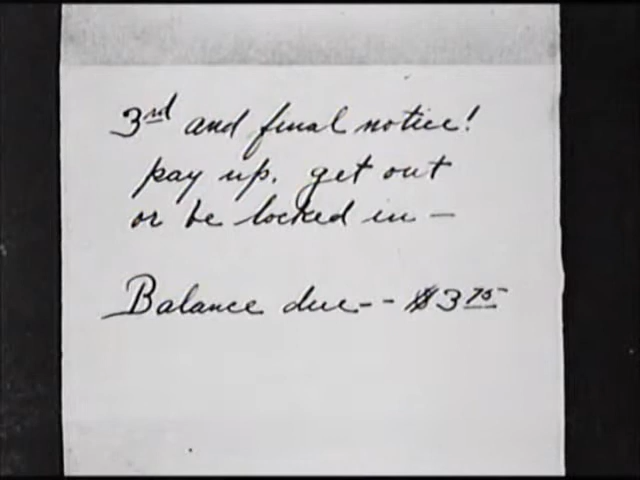 3rd and final notice!
pay up, get out
or be locked in —
Balance due-- $3 75